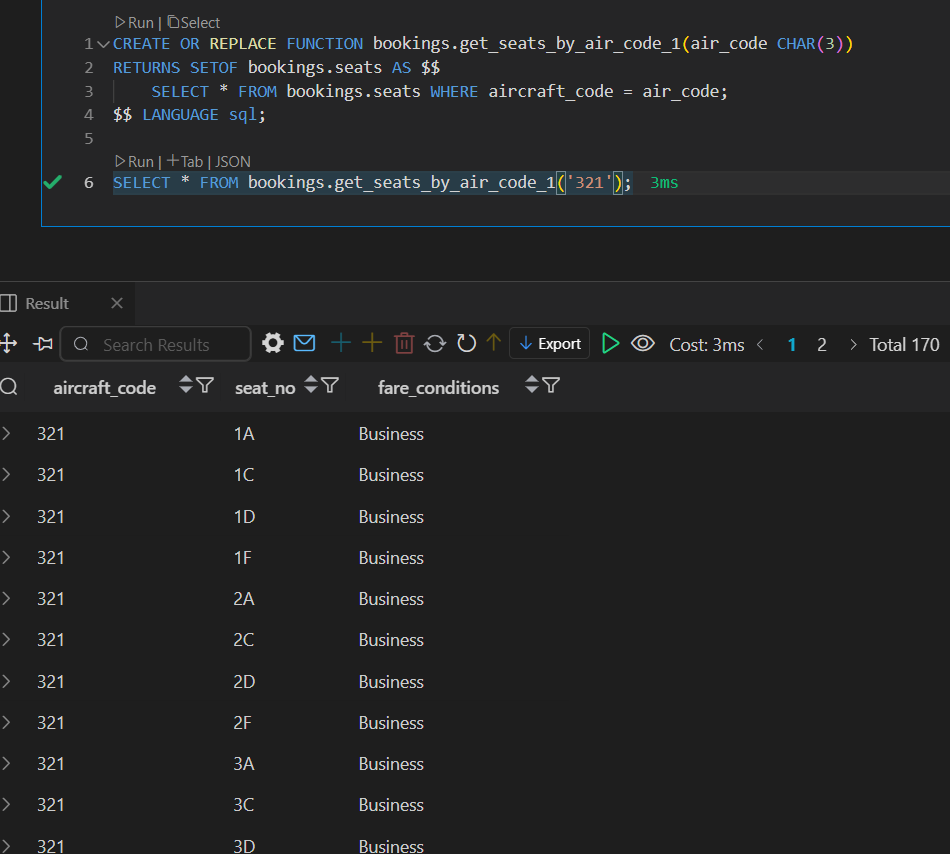 Run | Select
1 CREATE OR REPLACE FUNCTION bookings.get_seats_by_air_code_1(air_code CHAR(3))
2 RETURNS SETOF bookings.seats AS $$
3 SELECT * FROM bookings.seats WHERE aircraft_code = air_code;
4 $$ LANGUAGE sql;
5
Run | +Tab | JSON
6 SELECT * FROM bookings.get_seats_by_air_code_1('321'); 3ms
Result
Search Results Export Cost: 3ms < 1 2 > Total 170
aircraft_code seat_no fare_conditions
321 1A Business
321 1C Business
321 1D Business
321 1F Business
321 2A Business
321 2C Business
321 2D Business
321 2F Business
321 3A Business
321 3C Business
321 3D Business